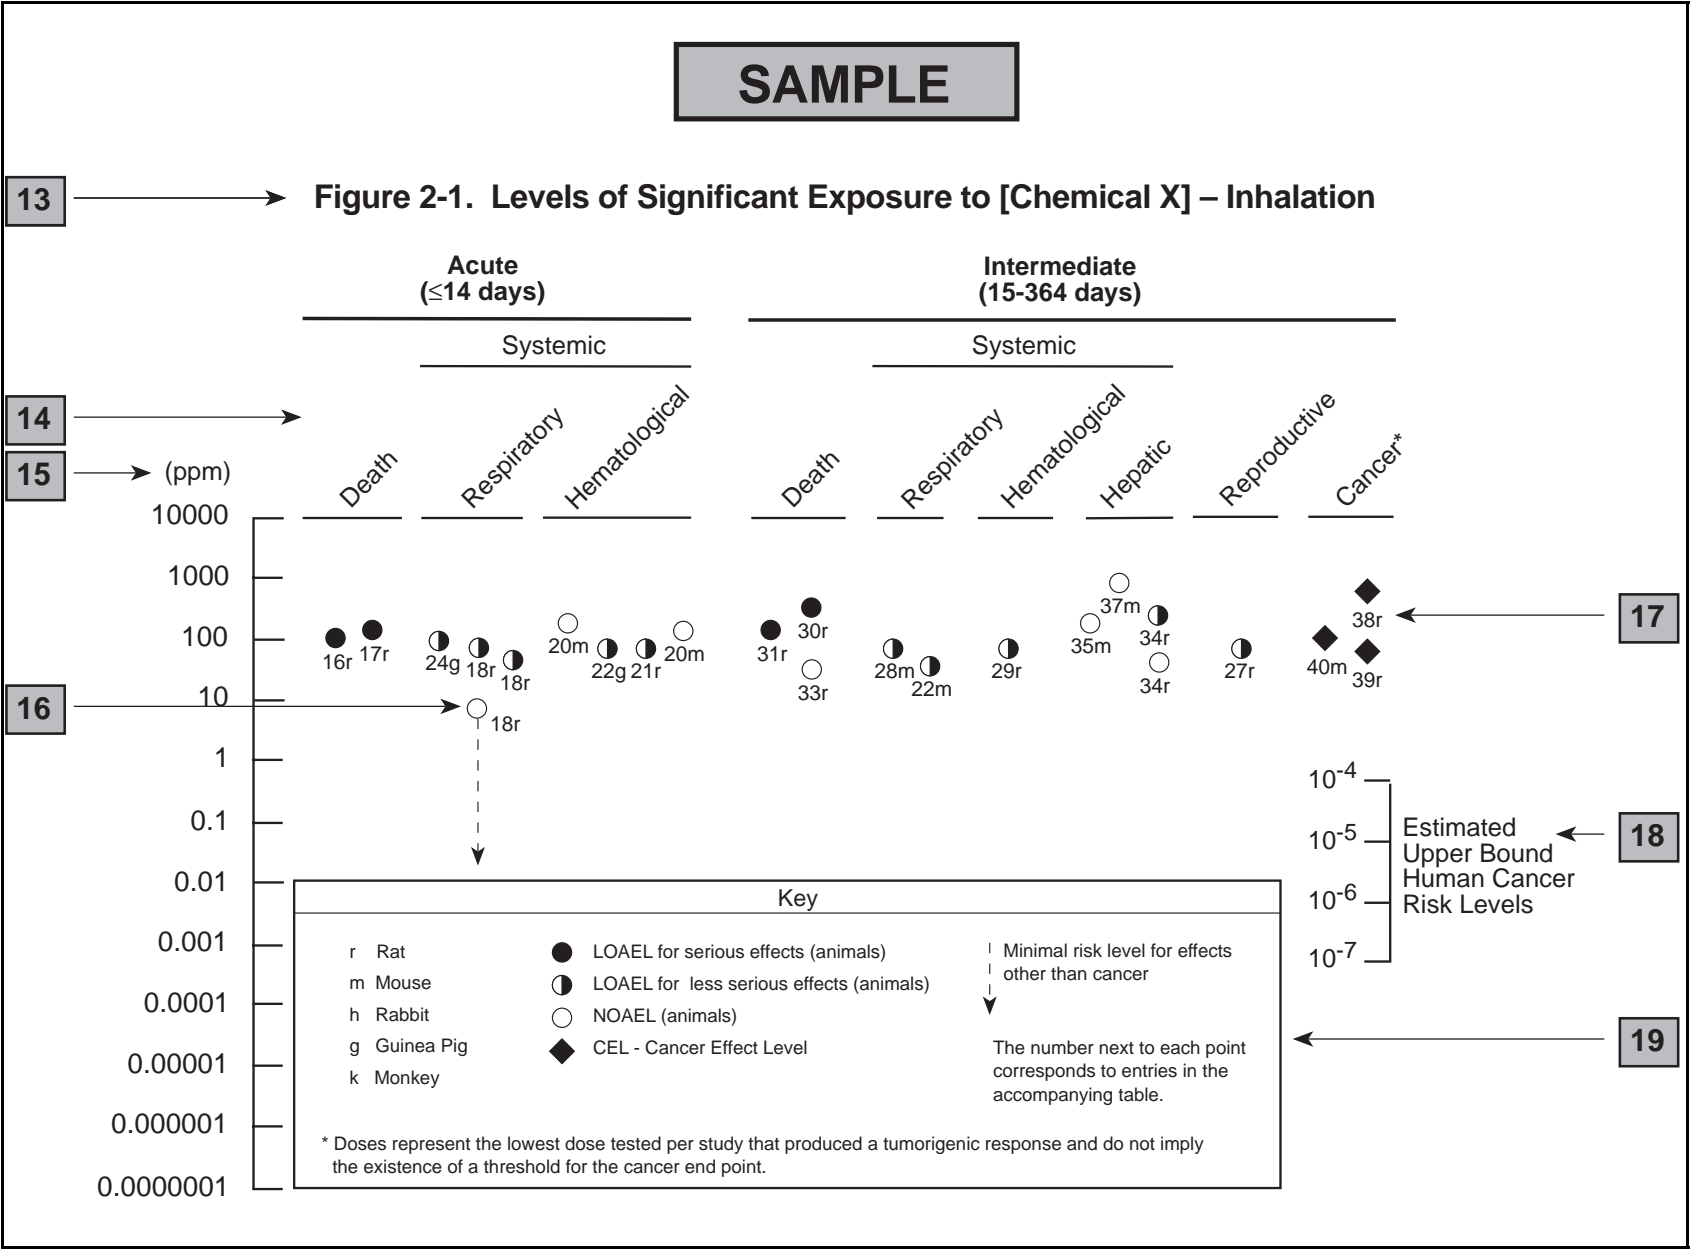 SAMPLE
13
Figure 2-1. Levels of Significant Exposure to [Chemical X] – Inhalation
Acute
(≤14 days)
Intermediate
(15-364 days)
Systemic
Systemic
14
15
(ppm)
Death
Respiratory
Hematological
Death
Respiratory
Hematological
Hepatic
Reproductive
Cancer*
10000
1000
100
10
1
0.1
0.01
0.001
0.0001
0.00001
0.000001
0.0000001
16r
17r
24g
18r
18r
18r
20m
22g
21r
20m
31r
30r
33r
28m
22m
29r
35m
37m
34r
34r
27r
40m
38r
39r
16
17
10-4
10-5
10-6
10-7
Estimated
Upper Bound
Human Cancer
Risk Levels
18
Key
r Rat
m Mouse
h Rabbit
g Guinea Pig
k Monkey
LOAEL for serious effects (animals)
LOAEL for less serious effects (animals)
NOAEL (animals)
CEL - Cancer Effect Level
Minimal risk level for effects
other than cancer
The number next to each point
corresponds to entries in the
accompanying table.
* Doses represent the lowest dose tested per study that produced a tumorigenic response and do not imply
the existence of a threshold for the cancer end point.
19